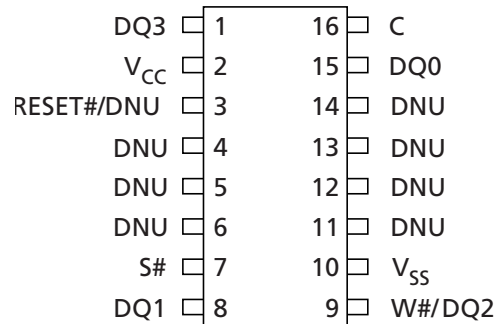 DQ3 1 16 C
VCC 2 15 DQ0
RESET#/DNU 3 14 DNU
DNU 4 13 DNU
DNU 5 12 DNU
DNU 6 11 DNU
S# 7 10 VSS
DQ1 8 9 W#/DQ2